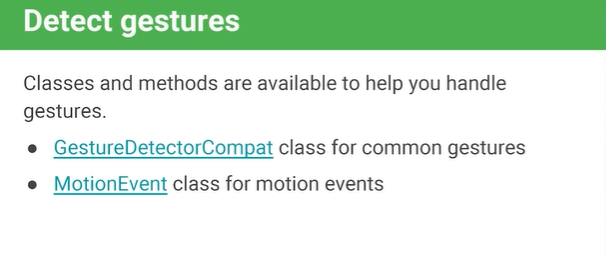 Detect gestures
Classes and methods are available to help you handle
gestures.
● GestureDetectorCompat class for common gestures
● MotionEvent class for motion events